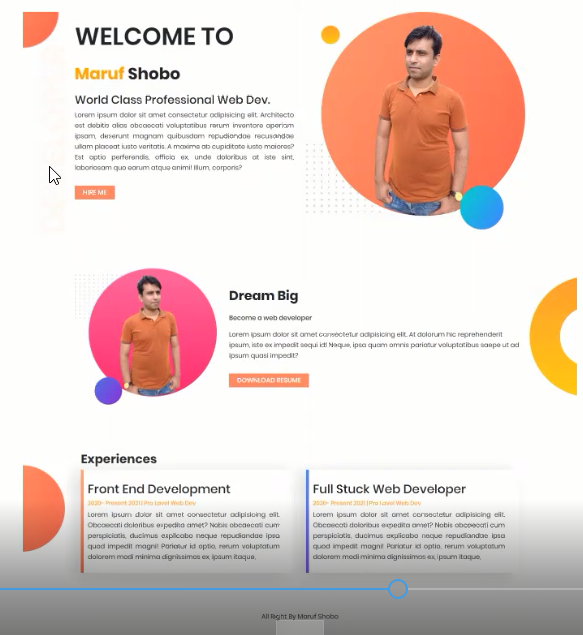 WELCOME TO
Maruf Shobo
World Class Professional Web Dev.
Lorem ipsum dolor sit amet consectetur adipisicing elit. Architecto
est debitis alias obcaecati voluptatibus rerum inventore aperiam
ipsam, deserunt magnam quibusdam repudiandae recusandae
ullam placeat iusto veritatis. A maxime ab cupiditate iusto maiores?
Est optio perferendis, officia ex. unde doloribus at iste sint,
laboriosam quo earum atque animi! Illum, corporis?
HIRE ME
Dream Big
Become a web developer
Lorem ipsum dolor sit amet consectetur adipisicing elit. At dolorum hic reprehenderit
ipsum, iste ex impedit sequi id! Neque, ipsa quam omnis pariatur voluptatibus saepe ut ad
ipsum quasi impedit?
DOWNLOAD RESUME
Experiences
Front End Development
2020- Present 2021 | Pro Lavel Web Dev
Lorem ipsum dolor sit amet consectetur adipisicing elit.
Obcaecati doloribus expedita amet? Nobis obcaecati cum
perspiciatis, ducimus explicabo neque repudiandae ipsa
quod impedit magni! Pariatur id optio, rerum voluptatum
dolorem modi minima dignissimos ex, ipsum itaque,
Full Stuck Web Developer
2020- Present 2021 | Pro Lavel Web Dev
Lorem ipsum dolor sit amet consectetur adipisicing elit.
Obcaecati doloribus expedita amet? Nobis obcaecati cum
perspiciatis, ducimus explicabo neque repudiandae ipsa
quod impedit magni! Pariatur id optio, rerum voluptatum
dolorem modi minima dignissimos ex, ipsum itaque,
All Right By Maruf Shobo